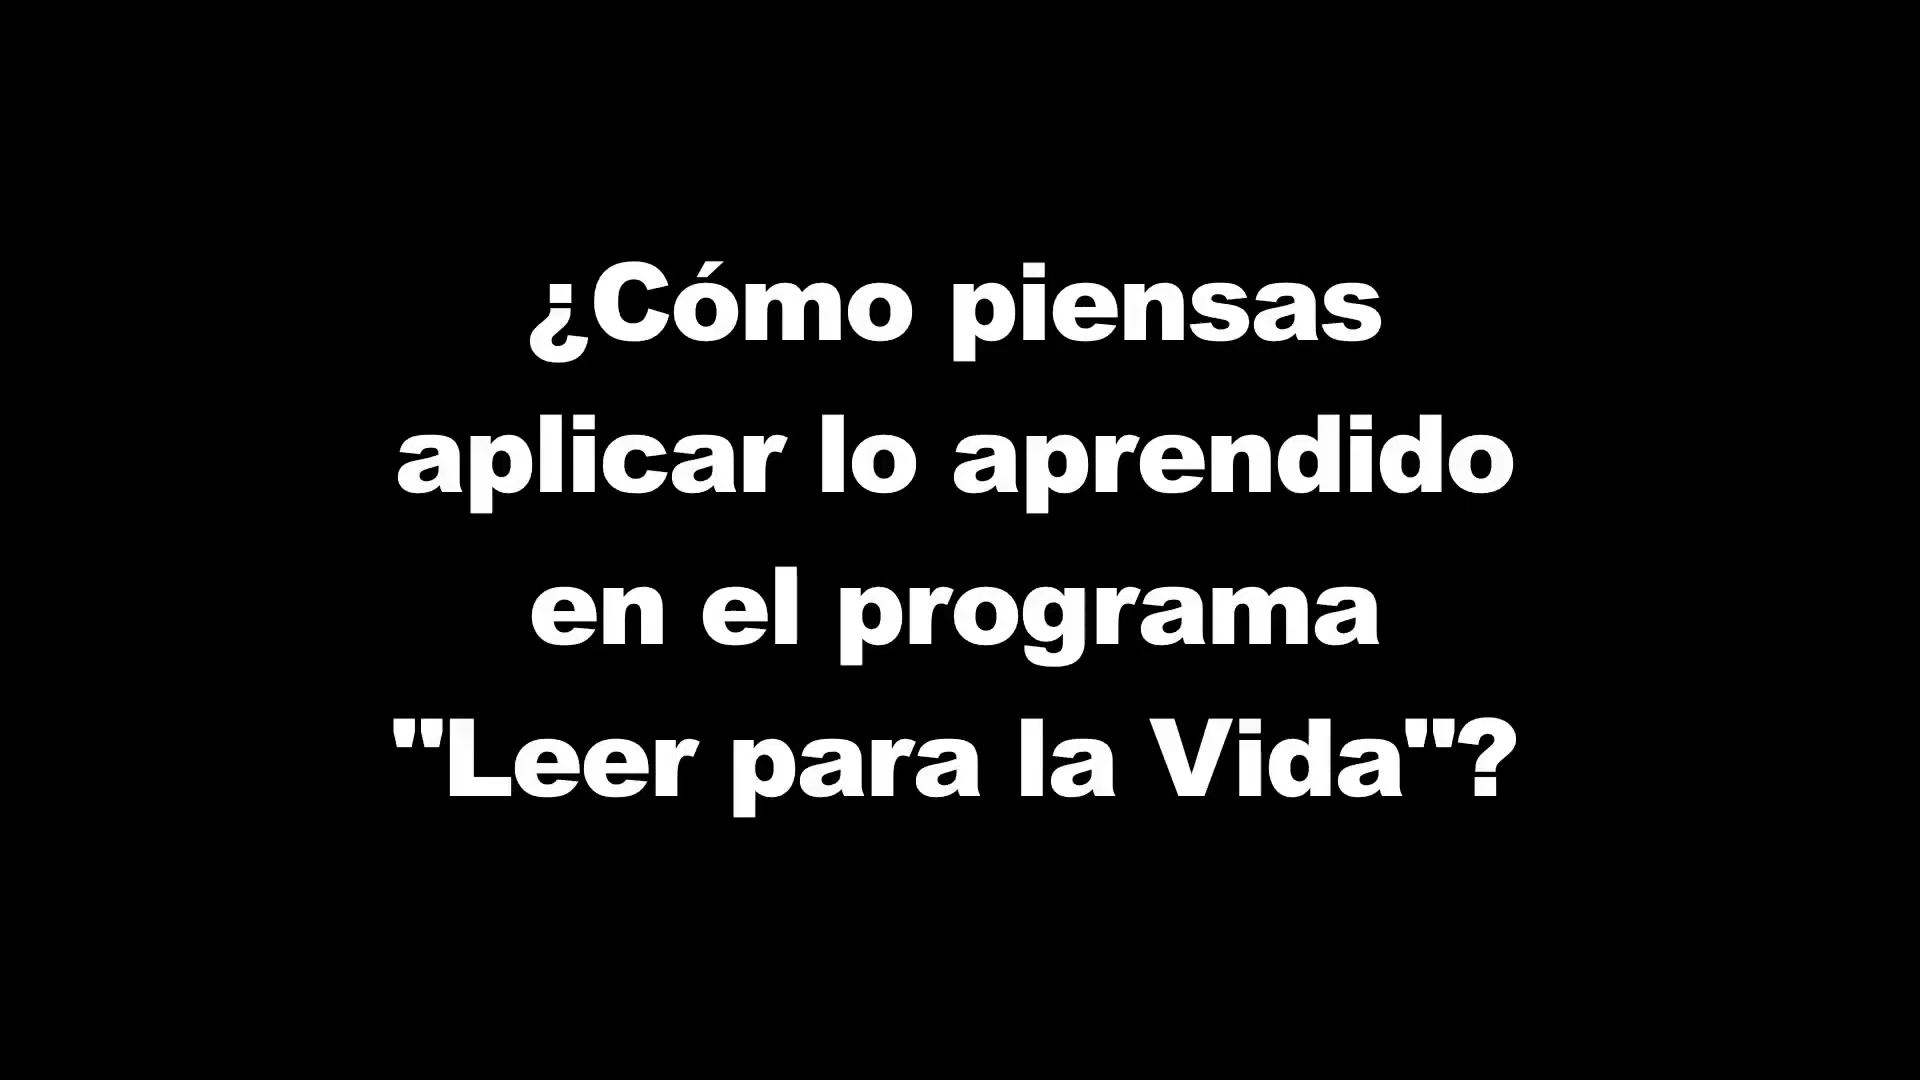 ¿Cómo piensas
aplicar lo aprendido
en el programa
"Leer para la Vida"?